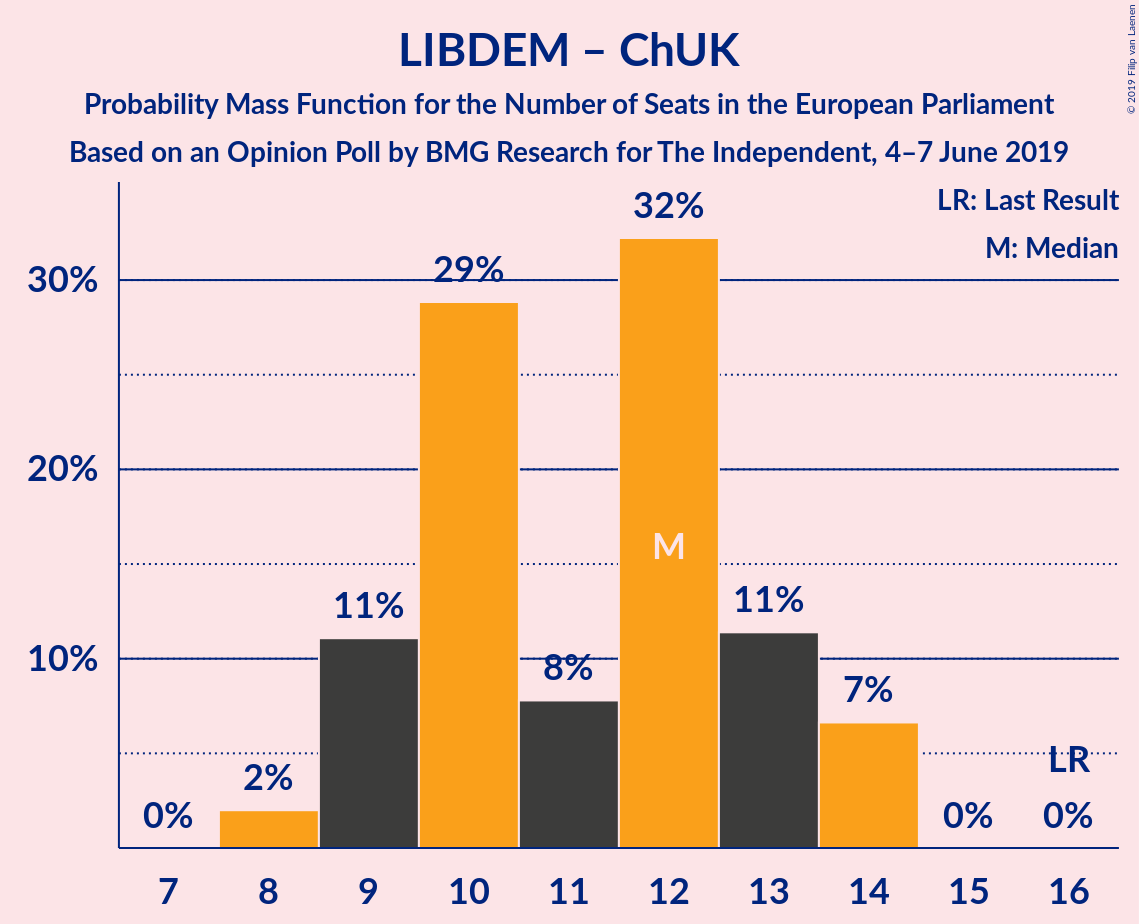 LIBDEM – ChUK
Probability Mass Function for the Number of Seats in the European Parliament
Based on an Opinion Poll by BMG Research for The Independent, 4–7 June 2019
© 2019 Filip van Laenen
LR: Last Result
M: Median
30%
20%
10%
0%
2%
11%
29%
8%
32%
M
11%
7%
0%
LR
0%
7 8 9 10 11 12 13 14 15 16